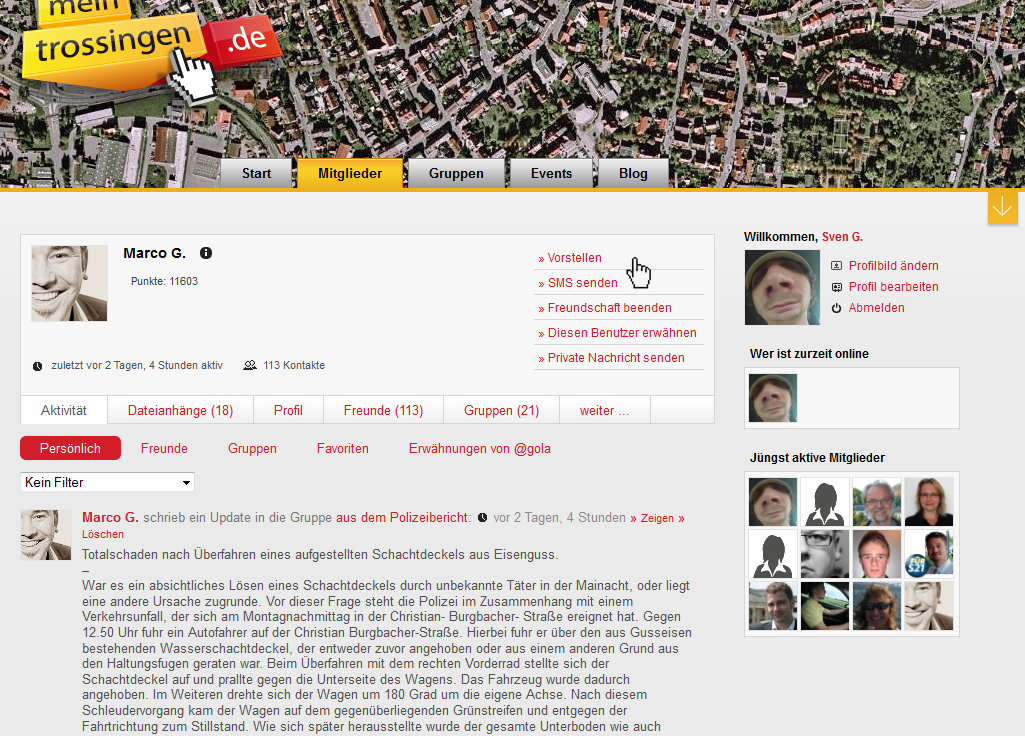 mein
trossingen
.de
Start Mitglieder Gruppen Events Blog
Marco G.
Punkte: 11603
» Vorstellen
» SMS senden
» Freundschaft beenden
» Diesen Benutzer erwähnen
» Private Nachricht senden
zuletzt vor 2 Tagen, 4 Stunden aktiv 113 Kontakte
Aktivität Dateianhänge (18) Profil Freunde (113) Gruppen (21) weiter ...
Persönlich Freunde Gruppen Favoriten Erwähnungen von @gola
Kein Filter
Marco G. schrieb ein Update in die Gruppe aus dem Polizeibericht: vor 2 Tagen, 4 Stunden » Zeigen »
Löschen
Totalschaden nach Überfahren eines aufgestellten Schachtdeckels aus Eisenguss.
–
War es ein absichtliches Lösen eines Schachtdeckels durch unbekannte Täter in der Mainacht, oder liegt
eine andere Ursache zugrunde. Vor dieser Frage steht die Polizei im Zusammenhang mit einem
Verkehrsunfall, der sich am Montagnachmittag in der Christian- Burgbacher- Straße ereignet hat. Gegen
12.50 Uhr fuhr ein Autofahrer auf der Christian Burgbacher-Straße. Hierbei fuhr er über den aus Gusseisen
bestehenden Wasserschachtdeckel, der entweder zuvor angehoben oder aus einem anderen Grund aus
den Haltungsfugen geraten war. Beim Überfahren mit dem rechten Vorderrad stellte sich der
Schachtdeckel auf und prallte gegen die Unterseite des Wagens. Das Fahrzeug wurde dadurch
angehoben. Im Weiteren drehte sich der Wagen um 180 Grad um die eigene Achse. Nach diesem
Schleudervorgang kam der Wagen auf dem gegenüberliegenden Grünstreifen und entgegen der
Fahrtrichtung zum Stillstand. Wie sich später herausstellte wurde der gesamte Unterboden wie auch
Willkommen, Sven G.
Profilbild ändern
Profil bearbeiten
Abmelden
Wer ist zurzeit online
Jüngst aktive Mitglieder
FÜR
S21